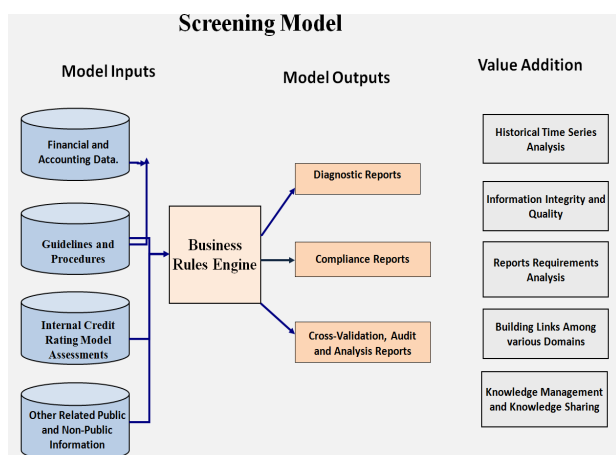 Screening Model
Model Inputs
Model Outputs
Value Addition
Financial and
Accounting Data.
Guidelines and
Procedures
Internal Credit
Rating Model
Assessments
Other Related Public
and Non-Public
Information
Business
Rules Engine
Diagnostic Reports
Compliance Reports
Cross-Validation, Audit
and Analysis Reports
Historical Time Series
Analysis
Information Integrity and
Quality
Reports Requirements
Analysis
Building Links Among
various Domains
Knowledge Management
and Knowledge Sharing